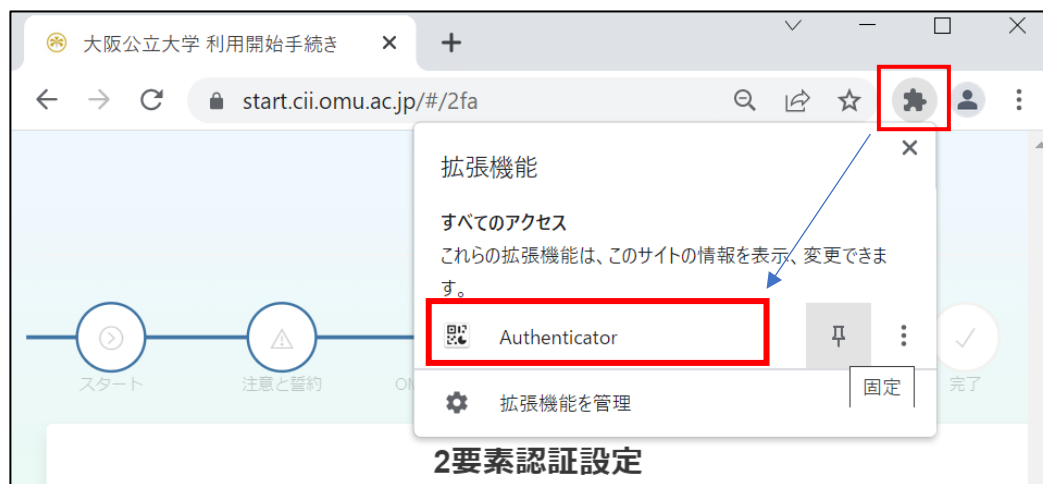 大阪公立大学 利用開始手続き
start.cii.omu.ac.jp/#/2fa
拡張機能
すべてのアクセス
これらの拡張機能は、このサイトの情報を表示、変更できま
す。
Authenticator
固定
拡張機能を管理
スタート
注意と誓約
OM
完了
2要素認証設定